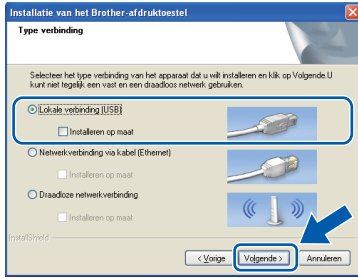 Installatie van het Brother-afdruktoestel
Type verbinding
Selecteer het type verbinding van het apparaat dat u wilt installeren en klik op Volgende.U
kunt niet tegelijk een vast en een draadloos netwerk gebruiken.
Lokale verbinding (USB)
Installeren op maat
Netwerkverbinding via kabel (Ethernet)
Installeren op maat
Draadloze netwerkverbinding
Installeren op maat
InstallShield
< Vorige
Volgende >
Annuleren